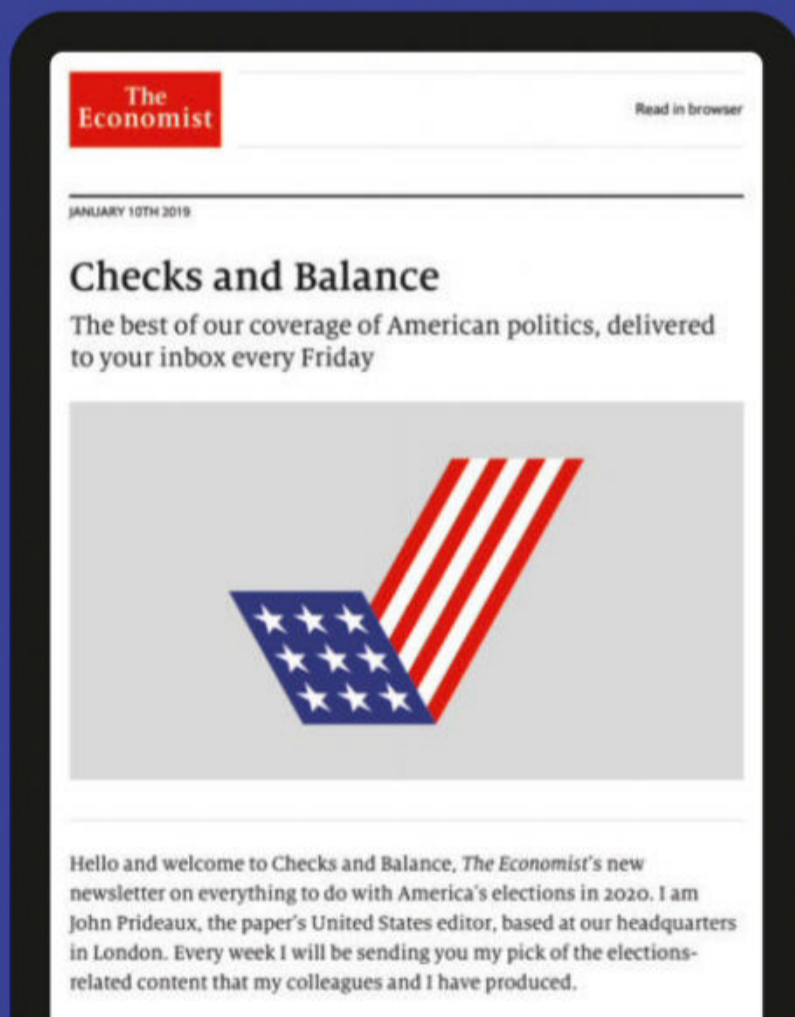 The
Economist
Read in browser
JANUARY 10TH 2019
Checks and Balance
The best of our coverage of American politics, delivered
to your inbox every Friday
Hello and welcome to Checks and Balance, The Economist's new
newsletter on everything to do with America's elections in 2020. I am
John Prideaux, the paper's United States editor, based at our headquarters
in London. Every week I will be sending you my pick of the elections-
related content that my colleagues and I have produced.